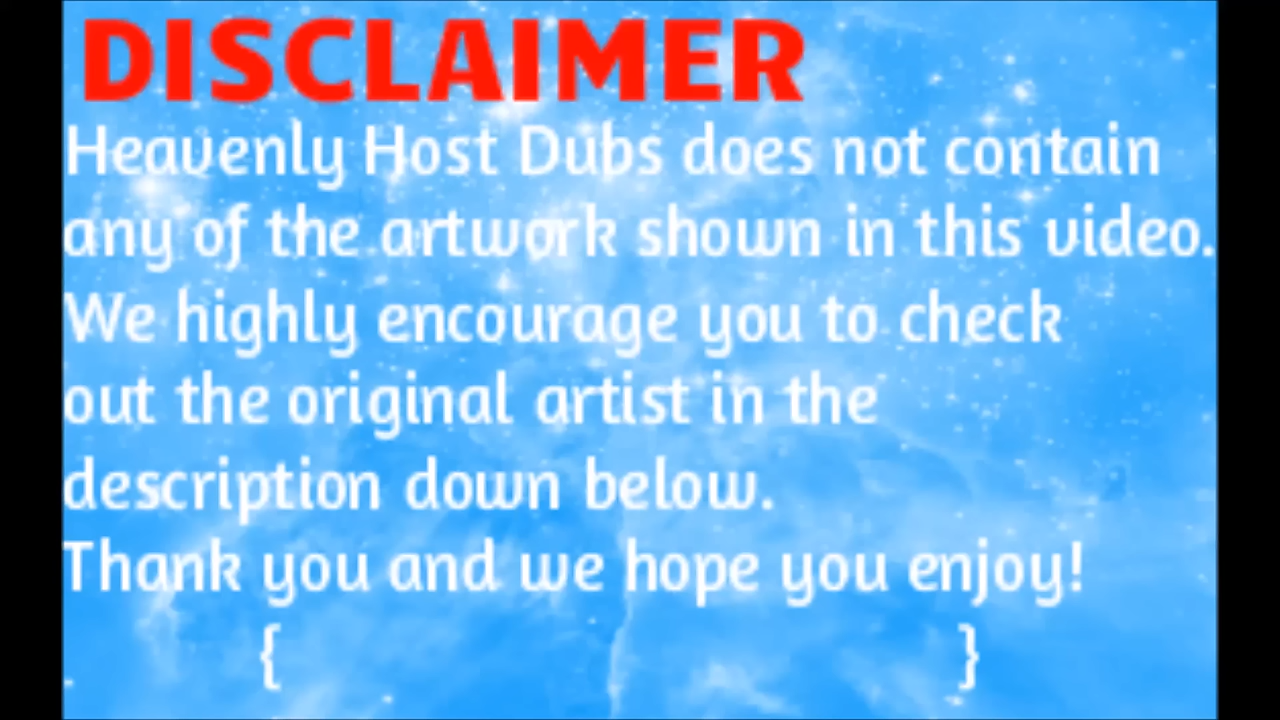 DISCLAIMER
Heavenly Host Dubs does not contain
any of the artwork shown in this video.
We highly encourage you to check
out the original artist in the
description down below.
Thank you and we hope you enjoy!
{ }